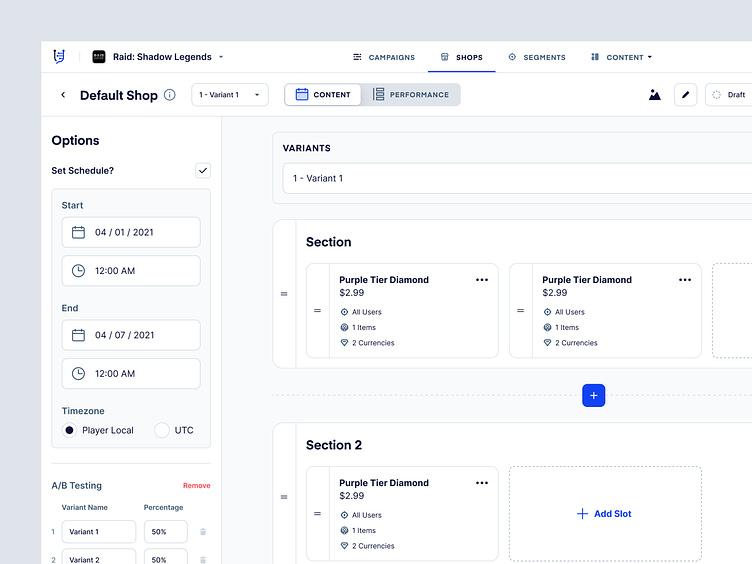 Raid: Shadow Legends
CAMPAIGNS
SHOPS
SEGMENTS
CONTENT
Default Shop
1 - Variant 1
CONTENT
PERFORMANCE
Draft
Options
Set Schedule?
Start
04 / 01 / 2021
12:00 AM
End
04 / 07 / 2021
12:00 AM
Timezone
Player Local
UTC
A/B Testing
Remove
Variant Name
Percentage
1
Variant 1
50%
2
Variant 2
50%
VARIANTS
1 - Variant 1
Section
Purple Tier Diamond
$2.99
All Users
1 Items
2 Currencies
Purple Tier Diamond
$2.99
All Users
1 Items
2 Currencies
Section 2
Purple Tier Diamond
$2.99
All Users
1 Items
2 Currencies
Add Slot